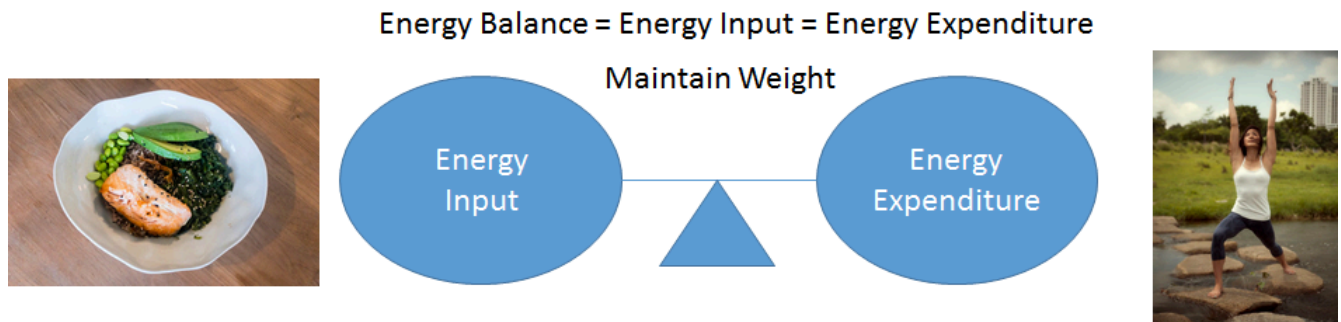 Energy Balance = Energy Input = Energy Expenditure
Maintain Weight
Energy
Input
Energy
Expenditure